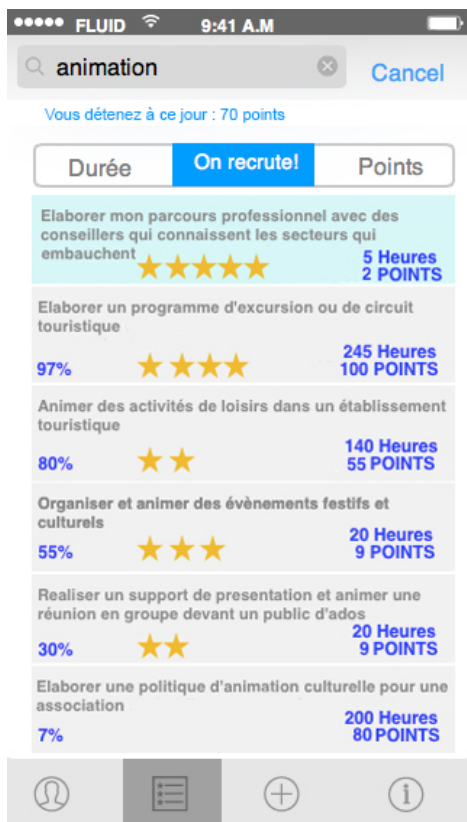 FLUID 9:41 A.M
animation
Cancel
Vous détenez à ce jour : 70 points
Durée On recrute! Points
Elaborer mon parcours professionnel avec des
conseillers qui connaissent les secteurs qui
embauchent
5 Heures
2 POINTS
Elaborer un programme d'excursion ou de circuit
touristique
245 Heures
97% 100 POINTS
Animer des activités de loisirs dans un établissement
touristique
140 Heures
80% 55 POINTS
Organiser et animer des évènements festifs et
culturels
20 Heures
55% 9 POINTS
Realiser un support de presentation et animer une
réunion en groupe devant un public d'ados
20 Heures
30% 9 POINTS
Elaborer une politique d'animation culturelle pour une
association
200 Heures
7% 80 POINTS